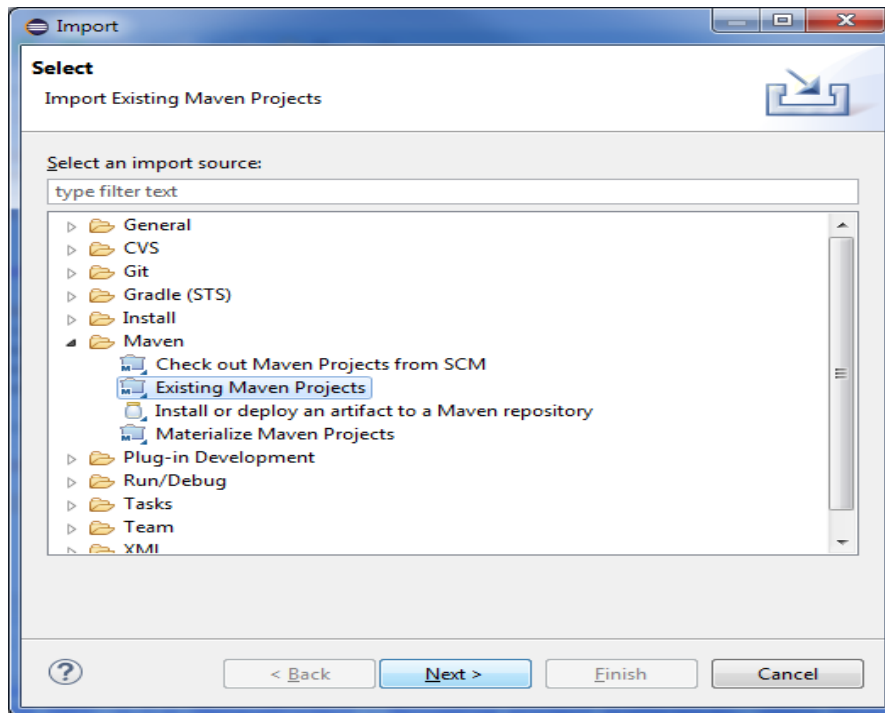 Import
Select
Import Existing Maven Projects
Select an import source:
type filter text
General
CVS
Git
Gradle (STS)
Install
Maven
Check out Maven Projects from SCM
Existing Maven Projects
Install or deploy an artifact to a Maven repository
Materialize Maven Projects
Plug-in Development
Run/Debug
Tasks
Team
XML
< Back Next > Finish Cancel